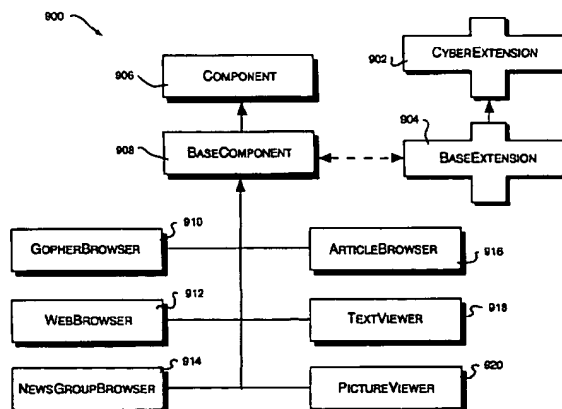 900
902
CYBEREXTENSION
906
COMPONENT
904
908
BASECOMPONENT
BASEEXTENSION
910
GOPHERBROWSER
ARTICLEBROWSER
916
912
WEBBROWSER
TEXTVIEWER
918
914
NEWSGROUPBROWSER
920
PICTUREVIEWER